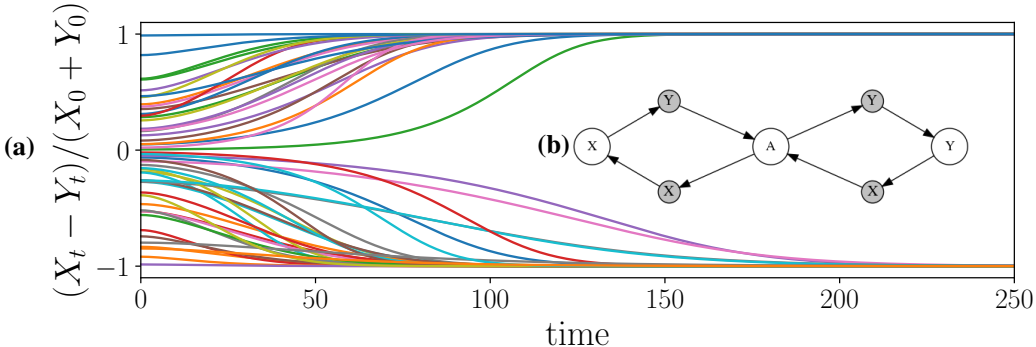 (a)
(X_t − Y_t)/(X_0 + Y_0)
1
0
−1
0
50
100
150
200
250
time
(b)
X
Y
X
A
Y
X
Y